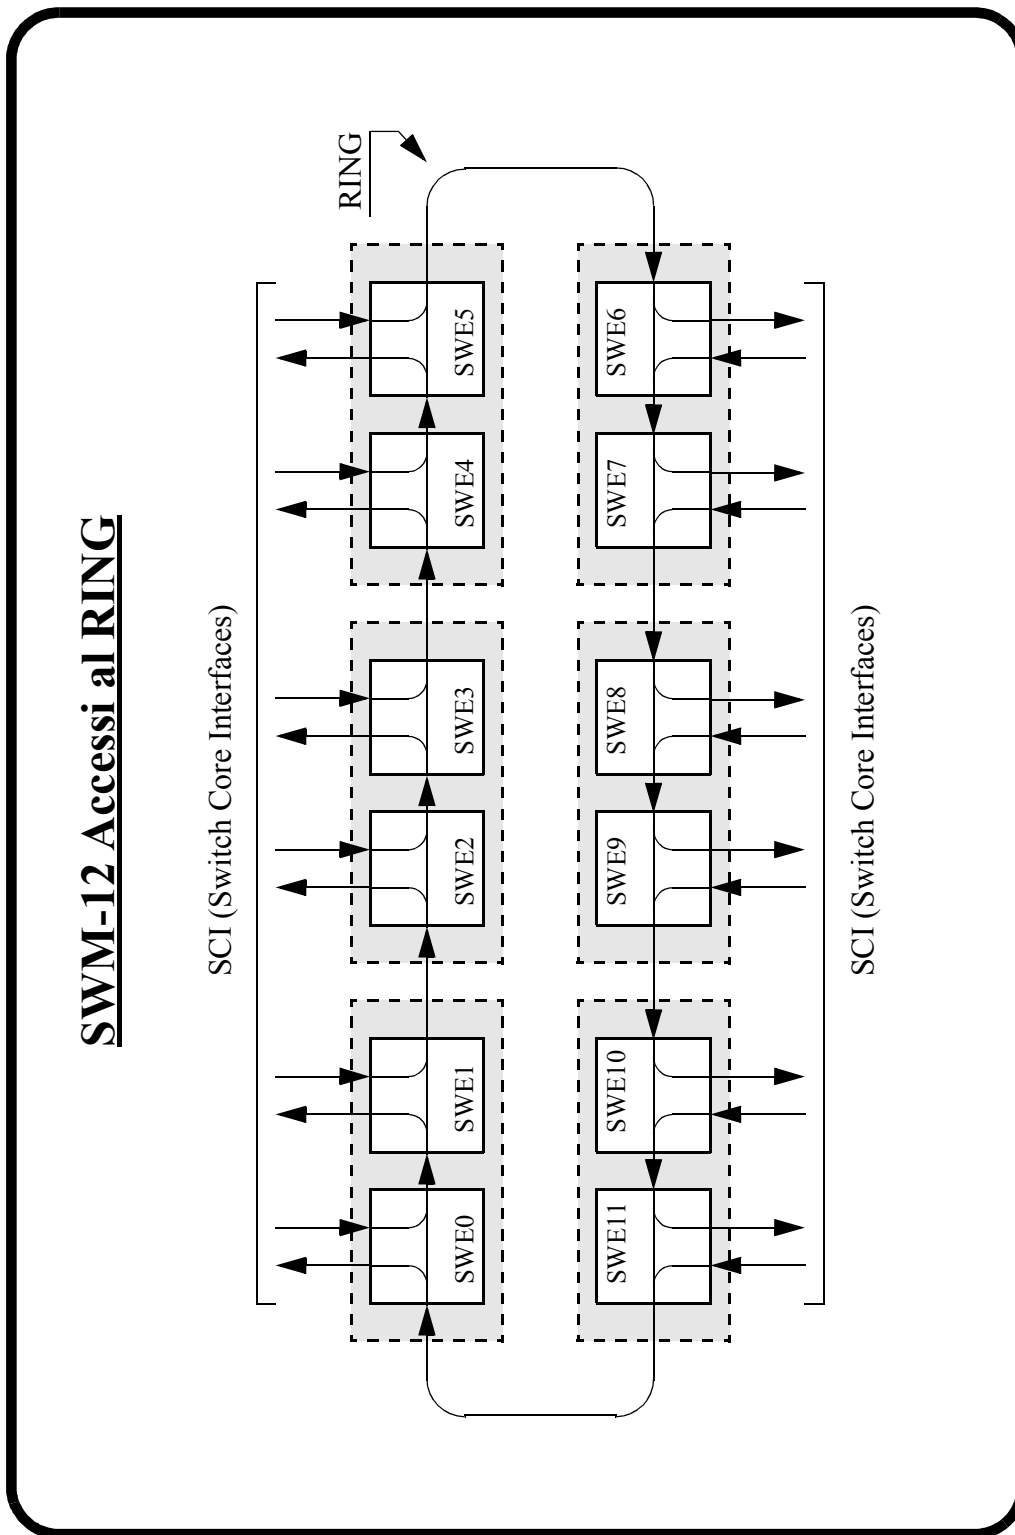 SWM-12 Accessi al RING
SCI (Switch Core Interfaces)
RING
SWE0
SWE1
SWE2
SWE3
SWE4
SWE5
SWE11
SWE10
SWE9
SWE8
SWE7
SWE6
SCI (Switch Core Interfaces)